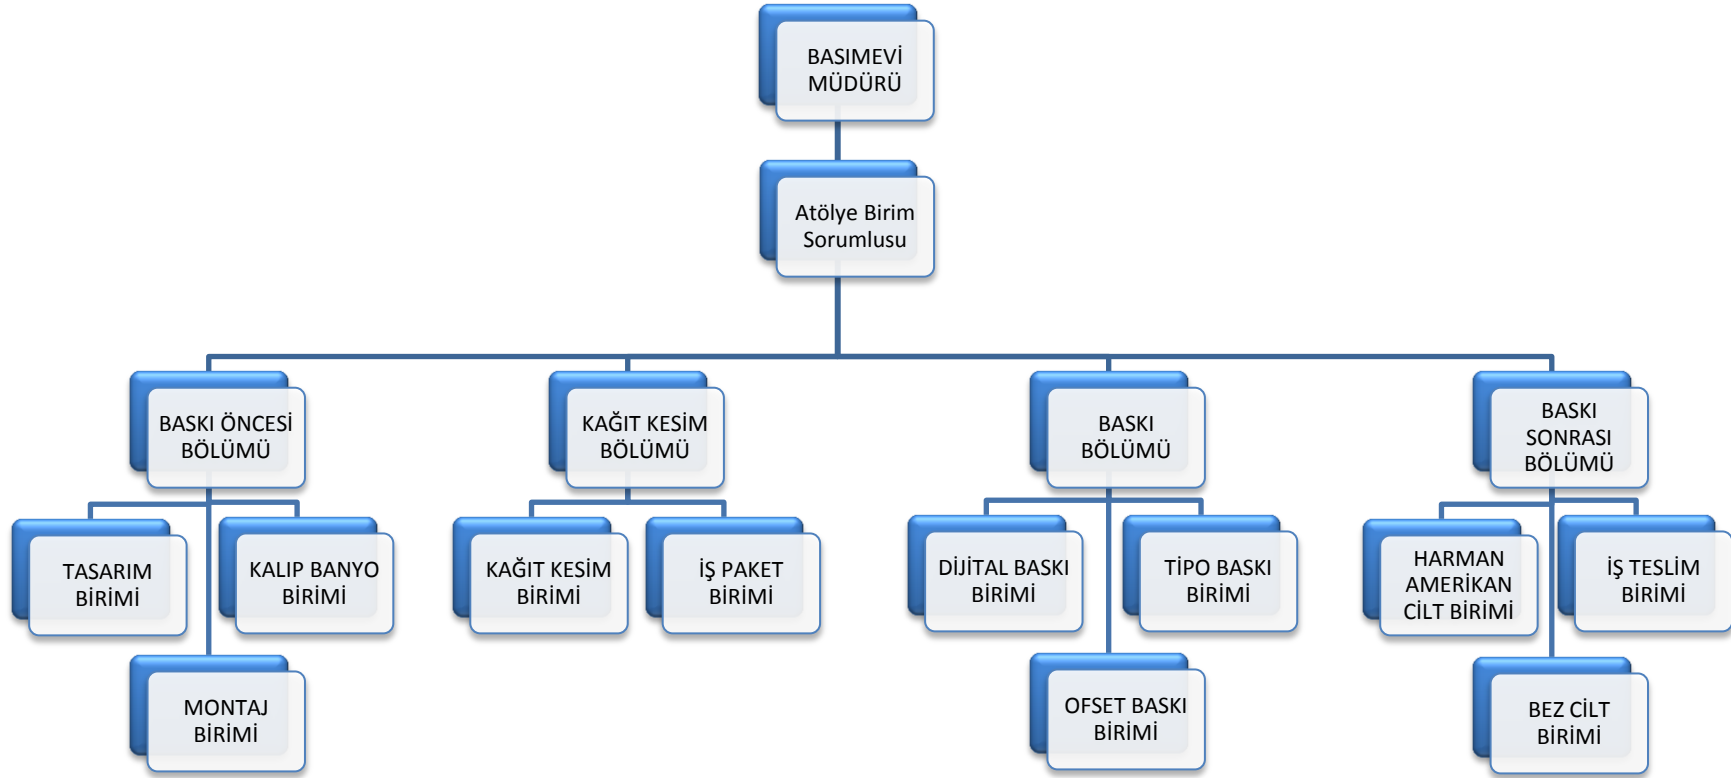 BASIMEVİ
MÜDÜRÜ
Atölye Birim
Sorumlusu
BASKI ÖNCESİ
BÖLÜMÜ
KAĞIT KESİM
BÖLÜMÜ
BASKI
BÖLÜMÜ
BASKI
SONRASI
BÖLÜMÜ
TASARIM
BİRİMİ
KALIP BANYO
BİRİMİ
KAĞIT KESİM
BİRİMİ
İŞ PAKET
BİRİMİ
DİJİTAL BASKI
BİRİMİ
TİPO BASKI
BİRİMİ
HARMAN
AMERİKAN
CİLT BİRİMİ
İŞ TESLİM
BİRİMİ
MONTAJ
BİRİMİ
OFSET BASKI
BİRİMİ
BEZ CİLT
BİRİMİ